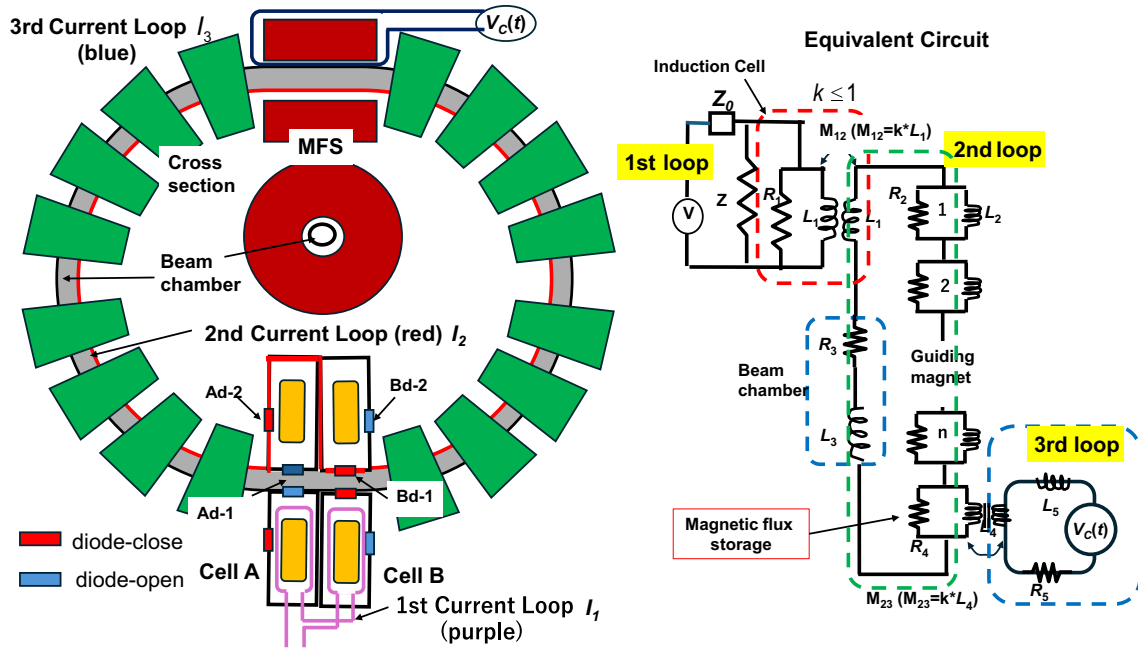 3rd Current Loop I3
(blue)
VC(t)
MFS
Cross
section
Beam
chamber
2nd Current Loop (red) I2
Ad-2
Bd-2
Ad-1
Bd-1
diode-close
diode-open
Cell A
Cell B
1st Current Loop I1
(purple)
Equivalent Circuit
Induction Cell
k ≤ 1
Z0
M12 (M12=k*L1)
1st loop
2nd loop
V
Z
R1
L1
L1
R2
1
L2
2
R3
Beam
chamber
Guiding
magnet
L3
n
3rd loop
Magnetic flux
storage
R4
L4
L5
VC(t)
R5
M23 (M23=k*L4)